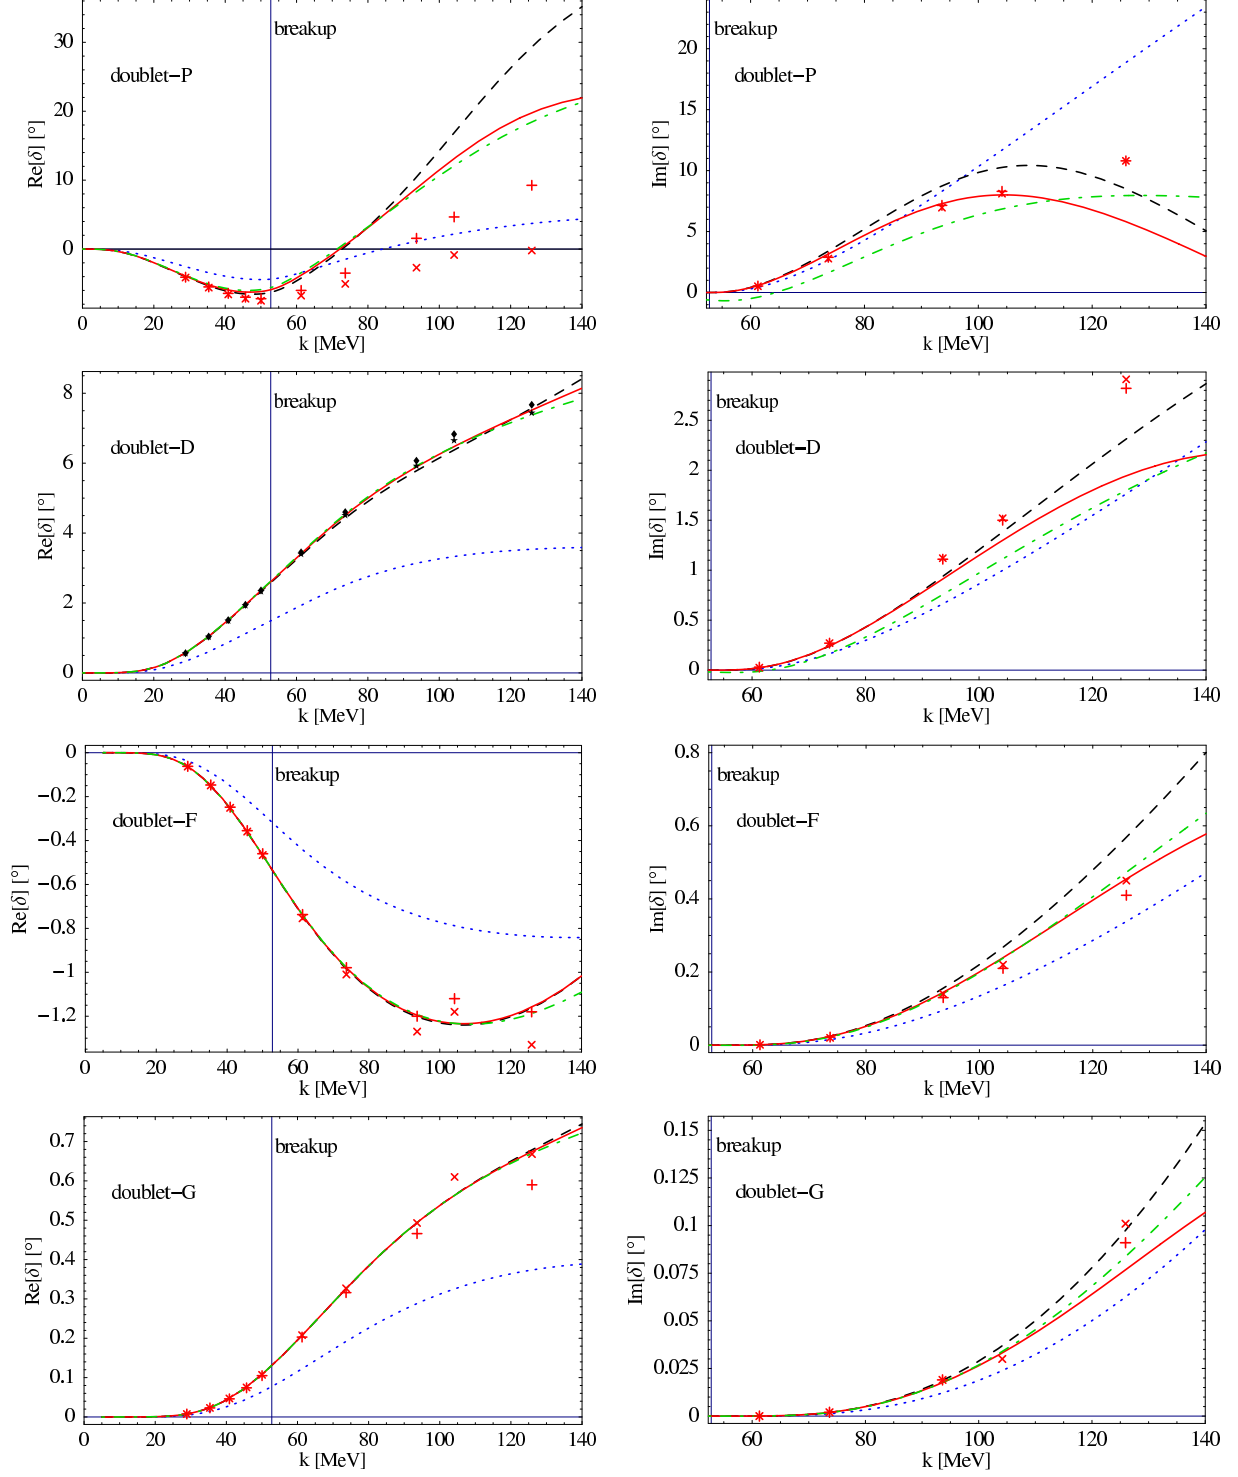 breakup
doublet−P
Re[δ] [°]
30
20
10
0
0 20 40 60 80 100 120 140
k [MeV]
breakup
doublet−P
Im[δ] [°]
20
15
10
5
0
60 80 100 120 140
k [MeV]
breakup
doublet−D
Re[δ] [°]
8
6
4
2
0
0 20 40 60 80 100 120 140
k [MeV]
breakup
doublet−D
Im[δ] [°]
2.5
2
1.5
1
0.5
0
60 80 100 120 140
k [MeV]
breakup
doublet−F
Re[δ] [°]
0
−0.2
−0.4
−0.6
−0.8
−1
−1.2
0 20 40 60 80 100 120 140
k [MeV]
breakup
doublet−F
Im[δ] [°]
0.8
0.6
0.4
0.2
0
60 80 100 120 140
k [MeV]
breakup
doublet−G
Re[δ] [°]
0.7
0.6
0.5
0.4
0.3
0.2
0.1
0
0 20 40 60 80 100 120 140
k [MeV]
breakup
doublet−G
Im[δ] [°]
0.15
0.125
0.1
0.075
0.05
0.025
0
60 80 100 120 140
k [MeV]